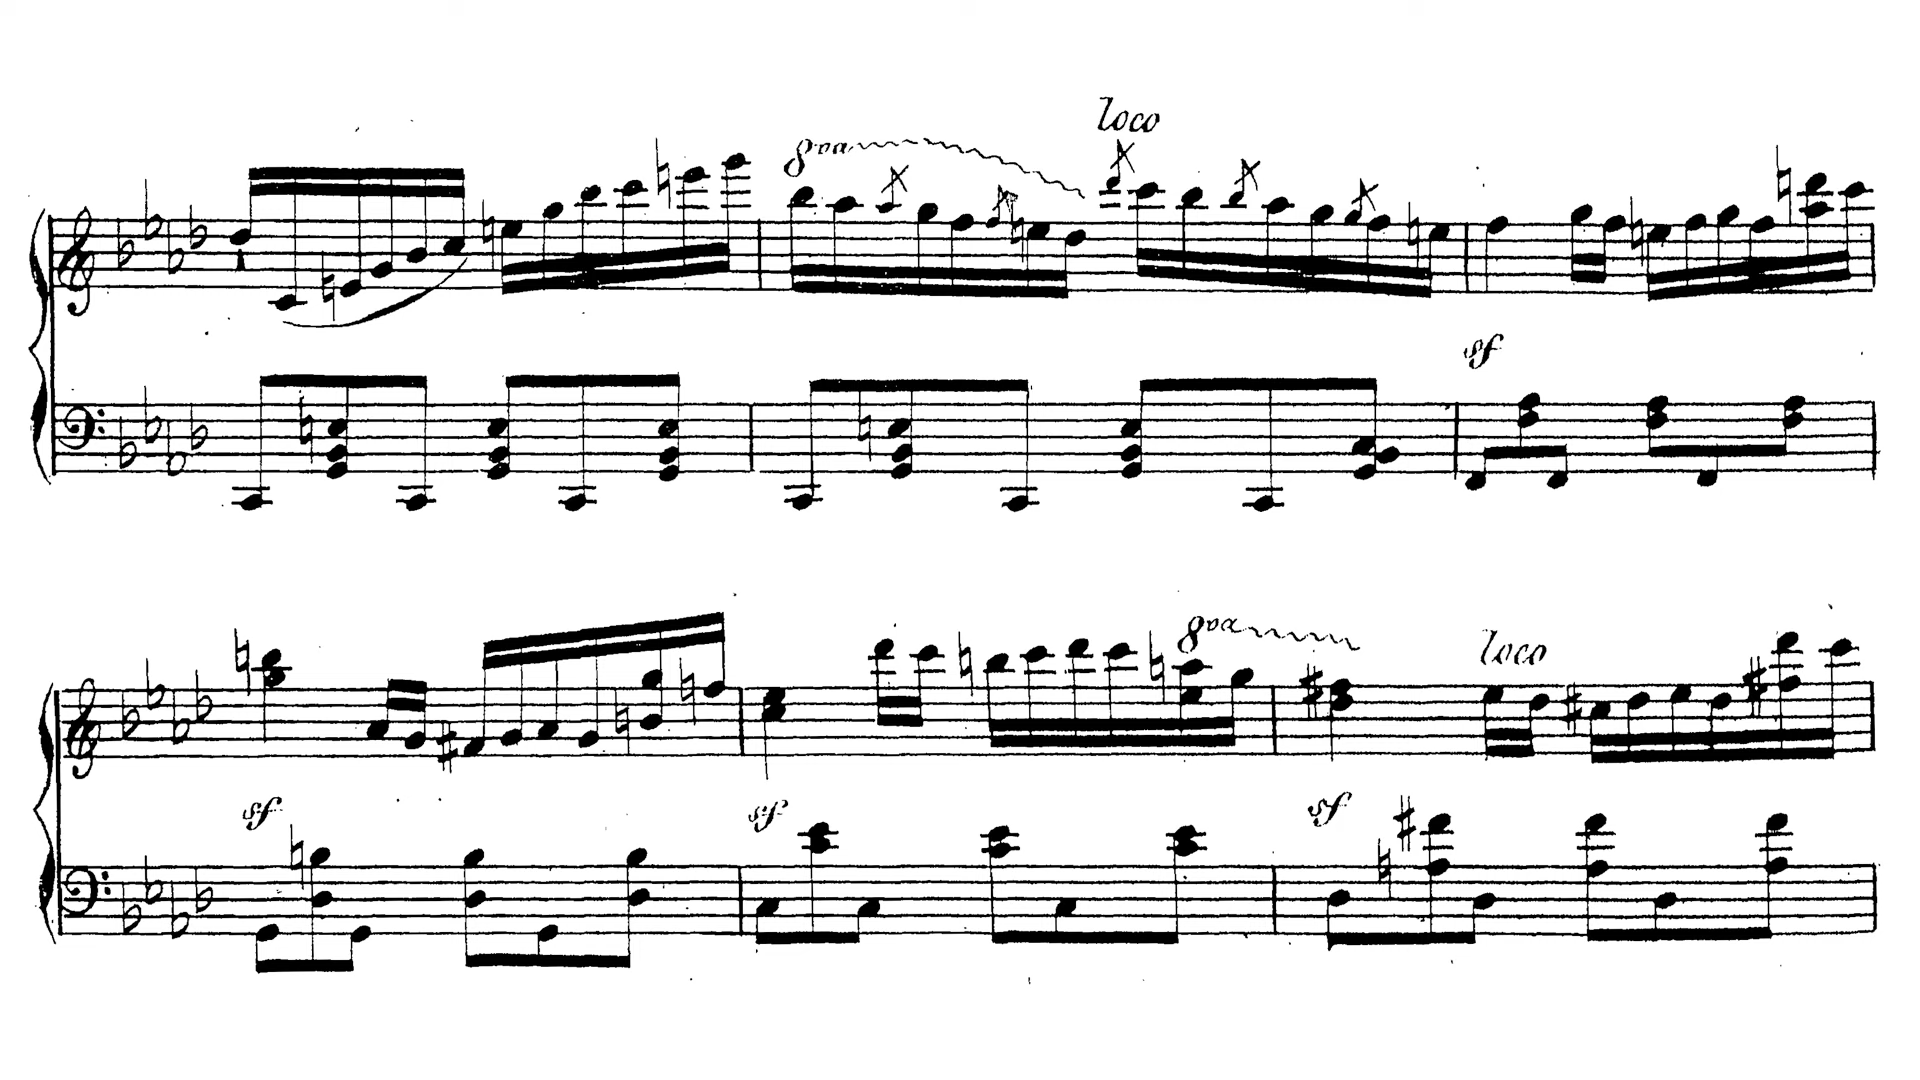 loco
8va
sf
8va
loco
sf sf sf